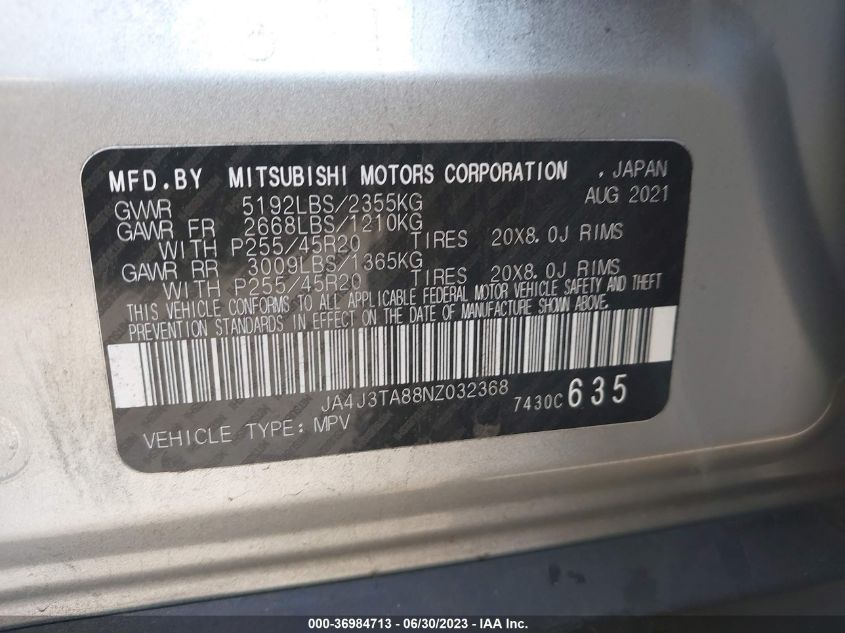 MFD.BY MITSUBISHI MOTORS CORPORATION , JAPAN
GVWR 5192LBS/2355KG AUG 2021
GAWR FR 2668LBS/1210KG
WITH P255/45R20 TIRES 20X8.0J RIMS
GAWR RR 3009LBS/1365KG
WITH P255/45R20 TIRES 20X8.0J RIMS
THIS VEHICLE CONFORMS TO ALL APPLICABLE FEDERAL MOTOR VEHICLE SAFETY AND THEFT
PREVENTION STANDARDS IN EFFECT ON THE DATE OF MANUFACTURE SHOWN ABOVE.
JA4J3TA88NZ032368 7430C 635
VEHICLE TYPE: MPV
000-36984713 - 06/30/2023 - IAAI Inc.